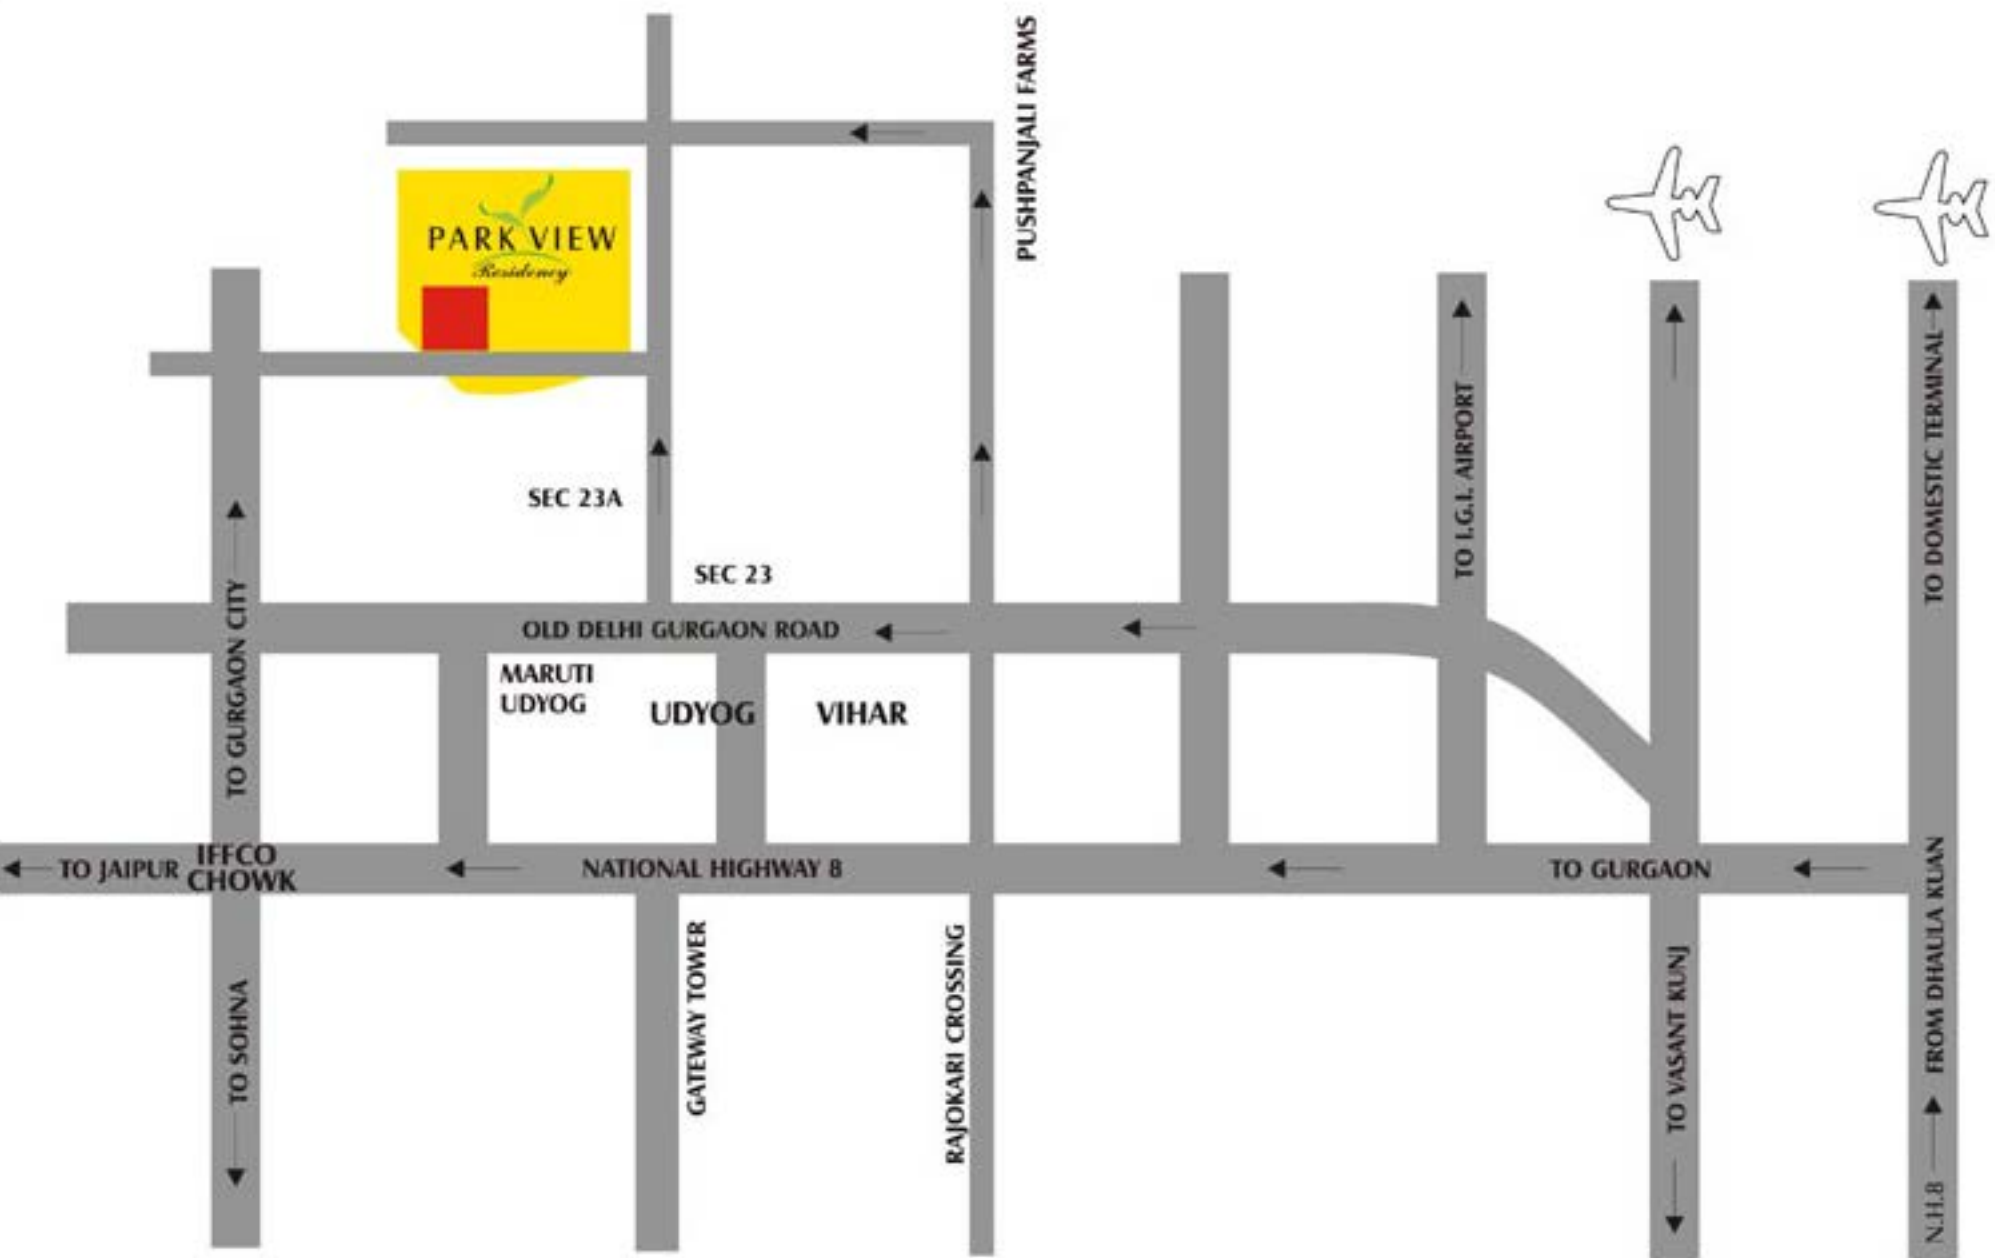 PUSHPANJALI FARMS
PARK VIEW
Residency
TO I.G.I. AIRPORT
TO DOMESTIC TERMINAL
SEC 23A
SEC 23
TO GURGAON CITY
OLD DELHI GURGAON ROAD
MARUTI
UDYOG
UDYOG VIHAR
TO JAIPUR
IFFCO
CHOWK
NATIONAL HIGHWAY 8
TO GURGAON
TO SOHNA
GATEWAY TOWER
RAJOKARI CROSSING
TO VASANT KUNJ
N.H.8 FROM DHAULA KUAN